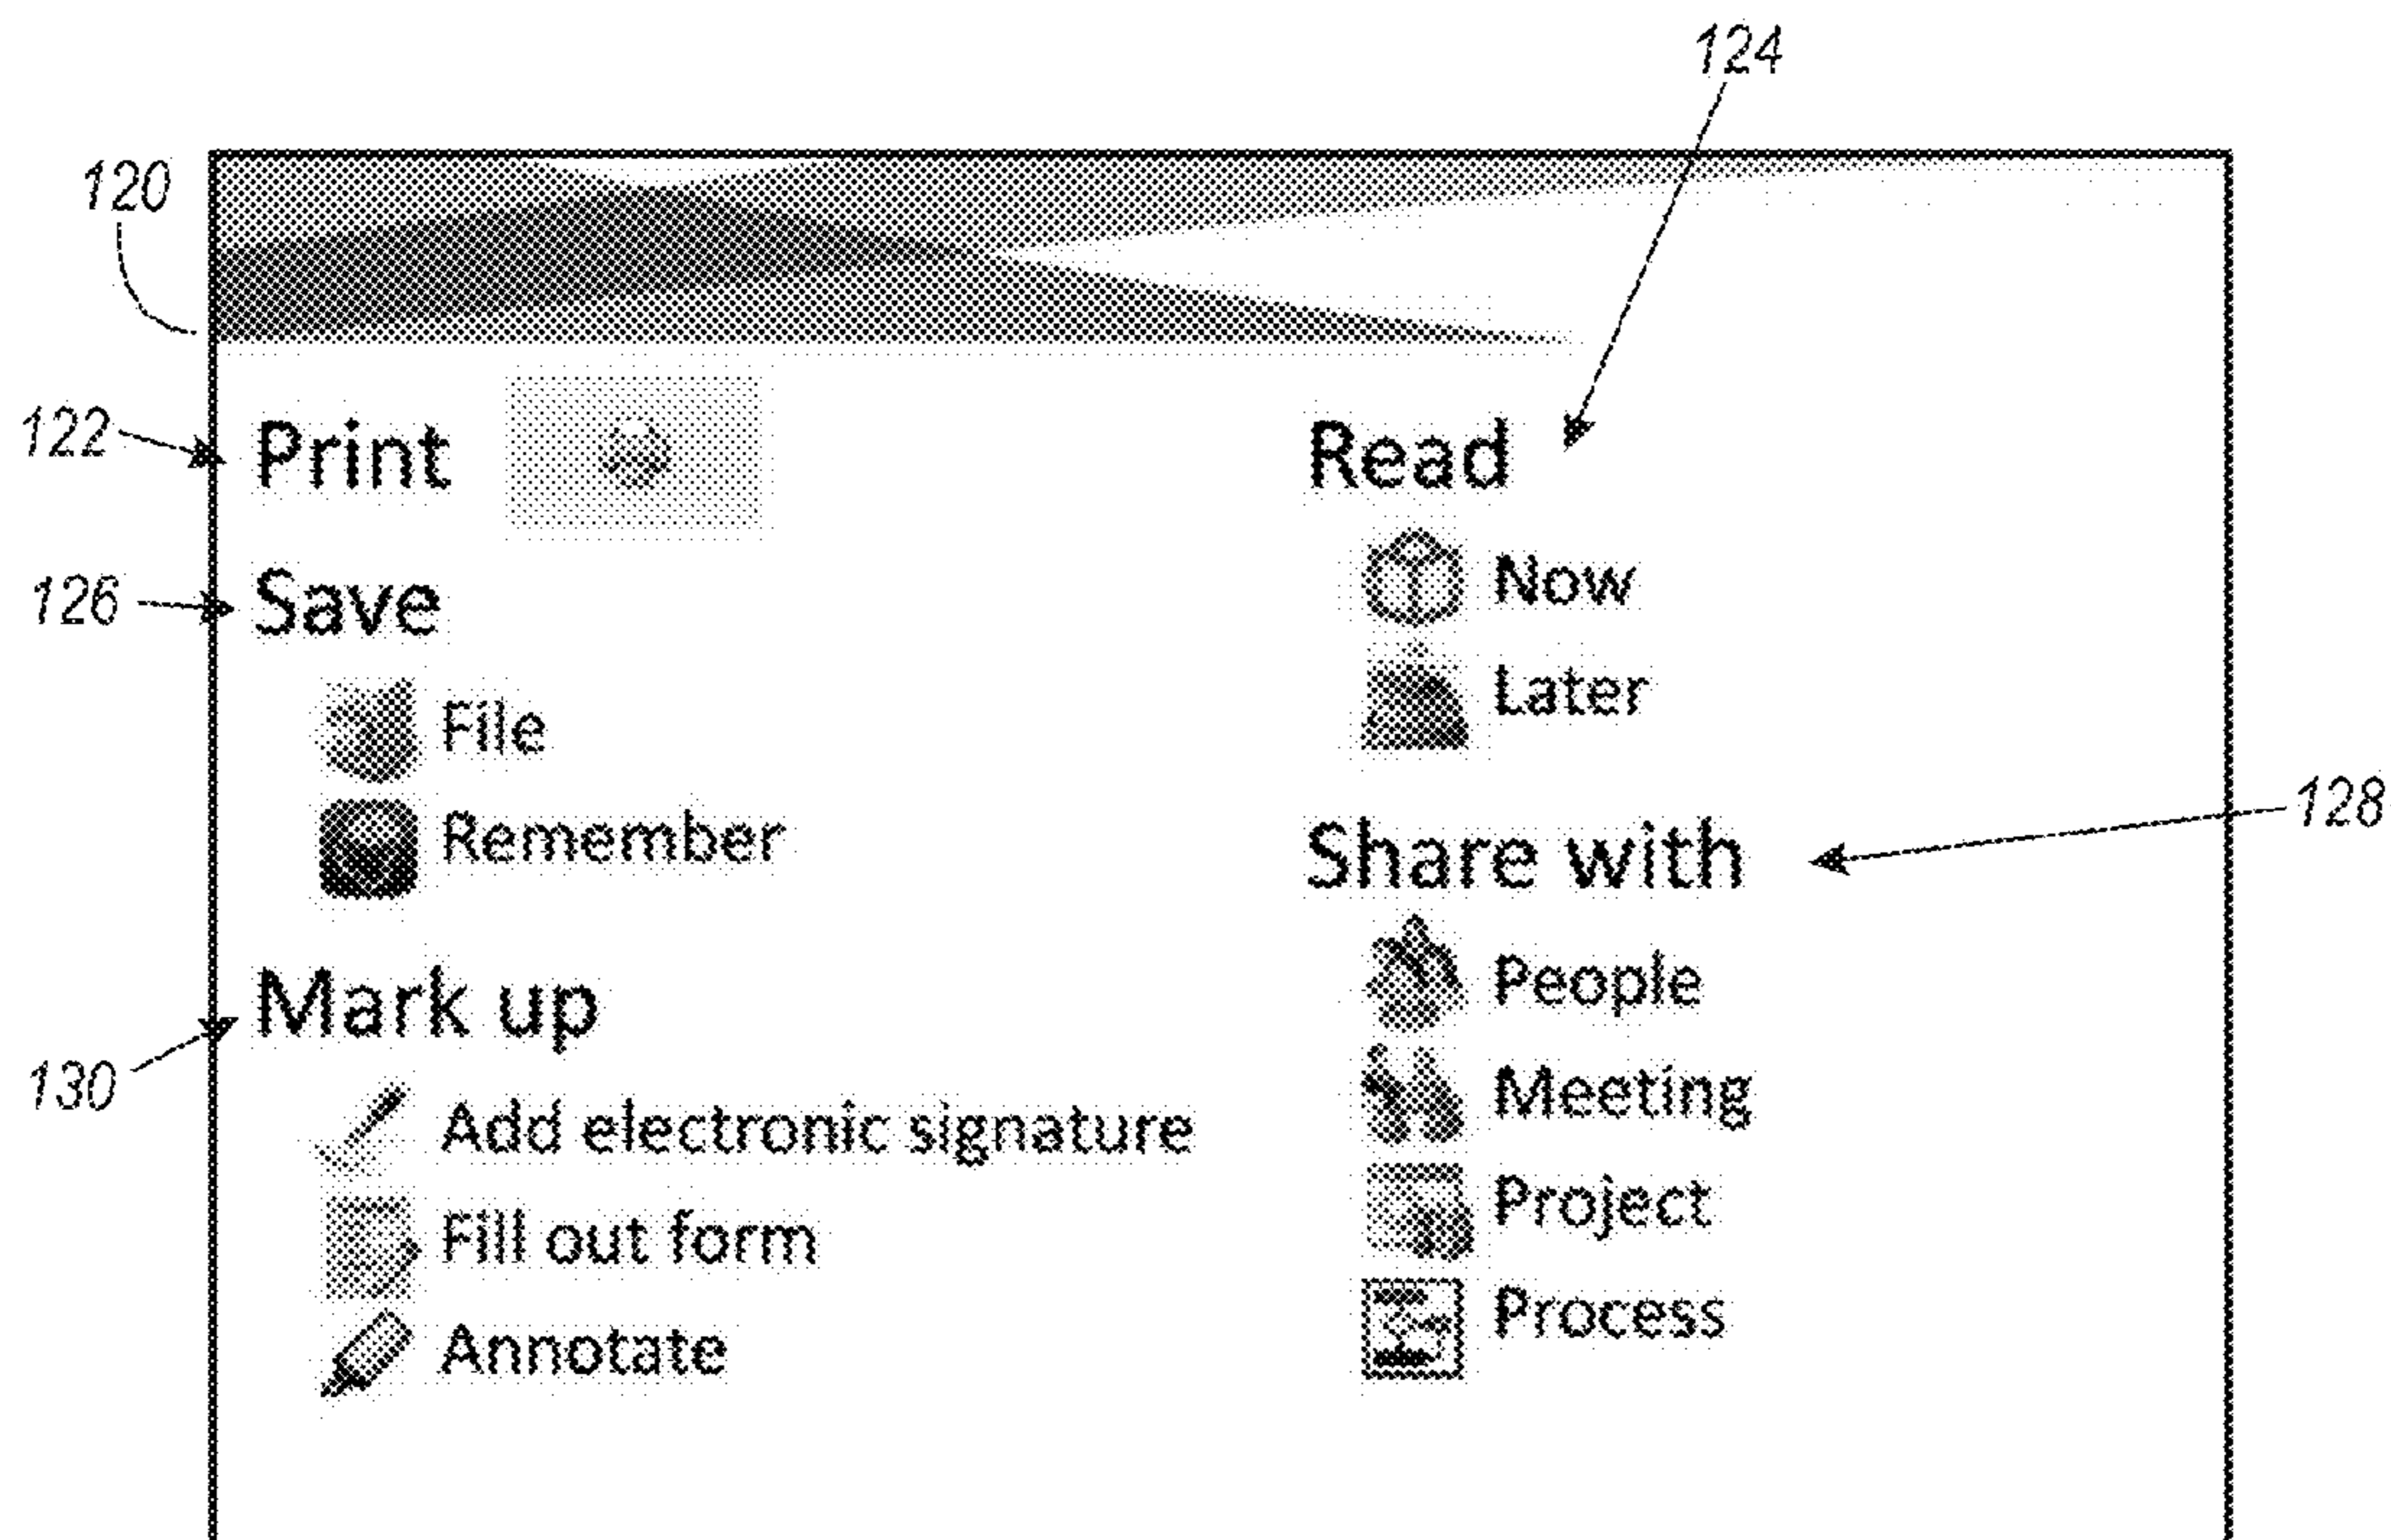 124
120
122
Print
126
Save
File
Remember
130
Mark up
Add electronic signature
Fill out form
Annotate
Read
Now
Later
128
Share with
People
Meeting
Project
Process